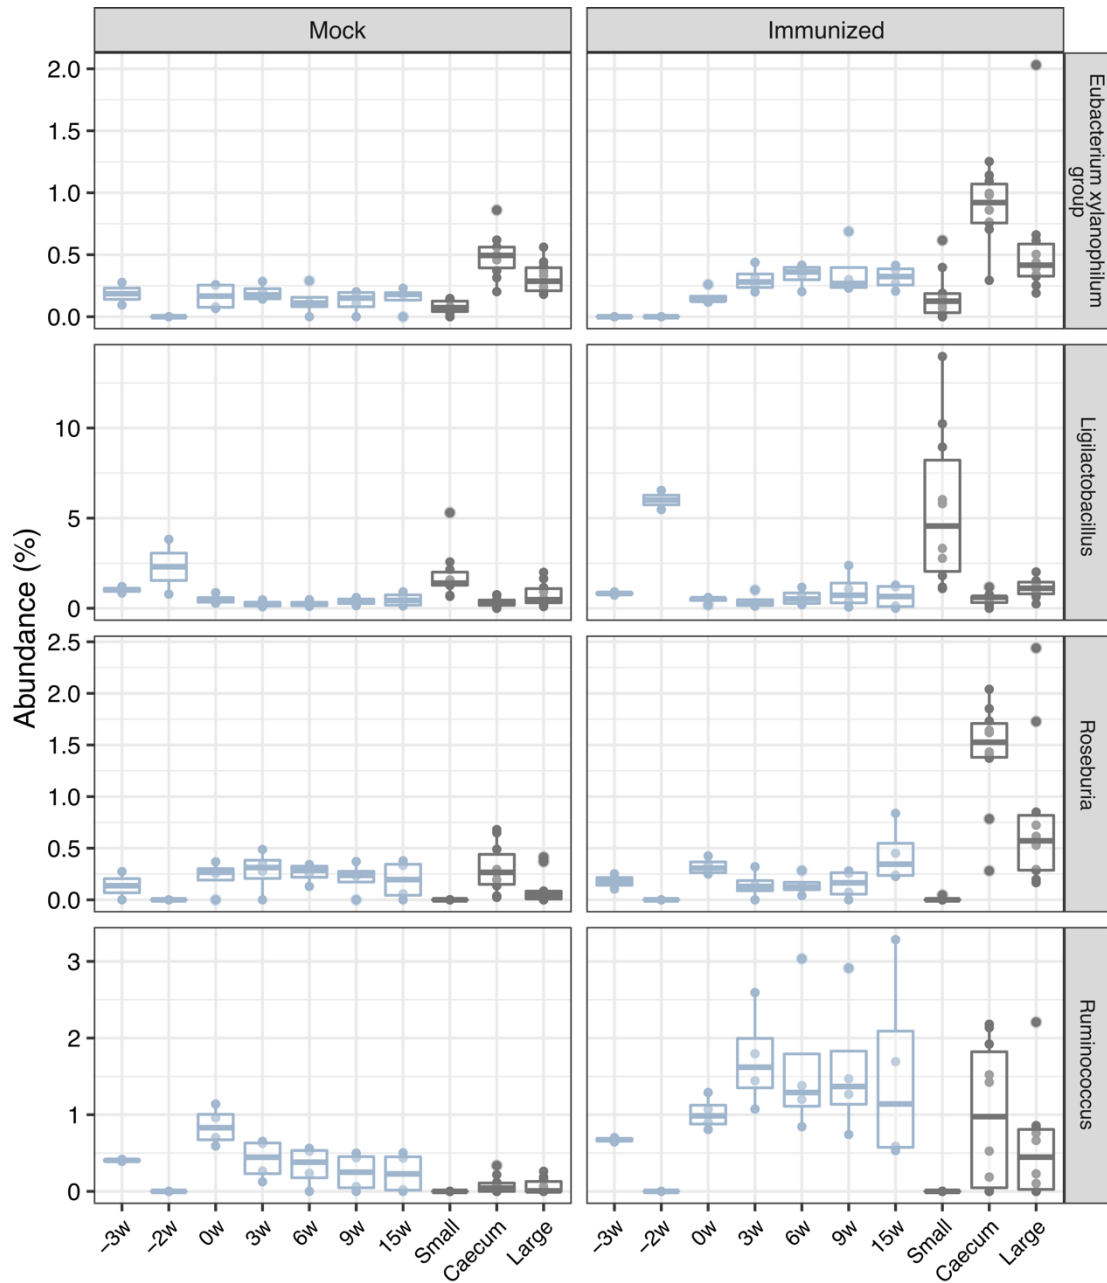 Mock
Immunized
Abundance (%)
2.0
1.5
1.0
0.5
0.0
Eubacterium xylanophilum
group
10
5
0
Ligilactobacillus
2.5
2.0
1.5
1.0
0.5
0.0
Roseburia
3
2
1
0
Ruminococcus
−3w
−2w
0w
3w
6w
9w
15w
Small
Caecum
Large
−3w
−2w
0w
3w
6w
9w
15w
Small
Caecum
Large